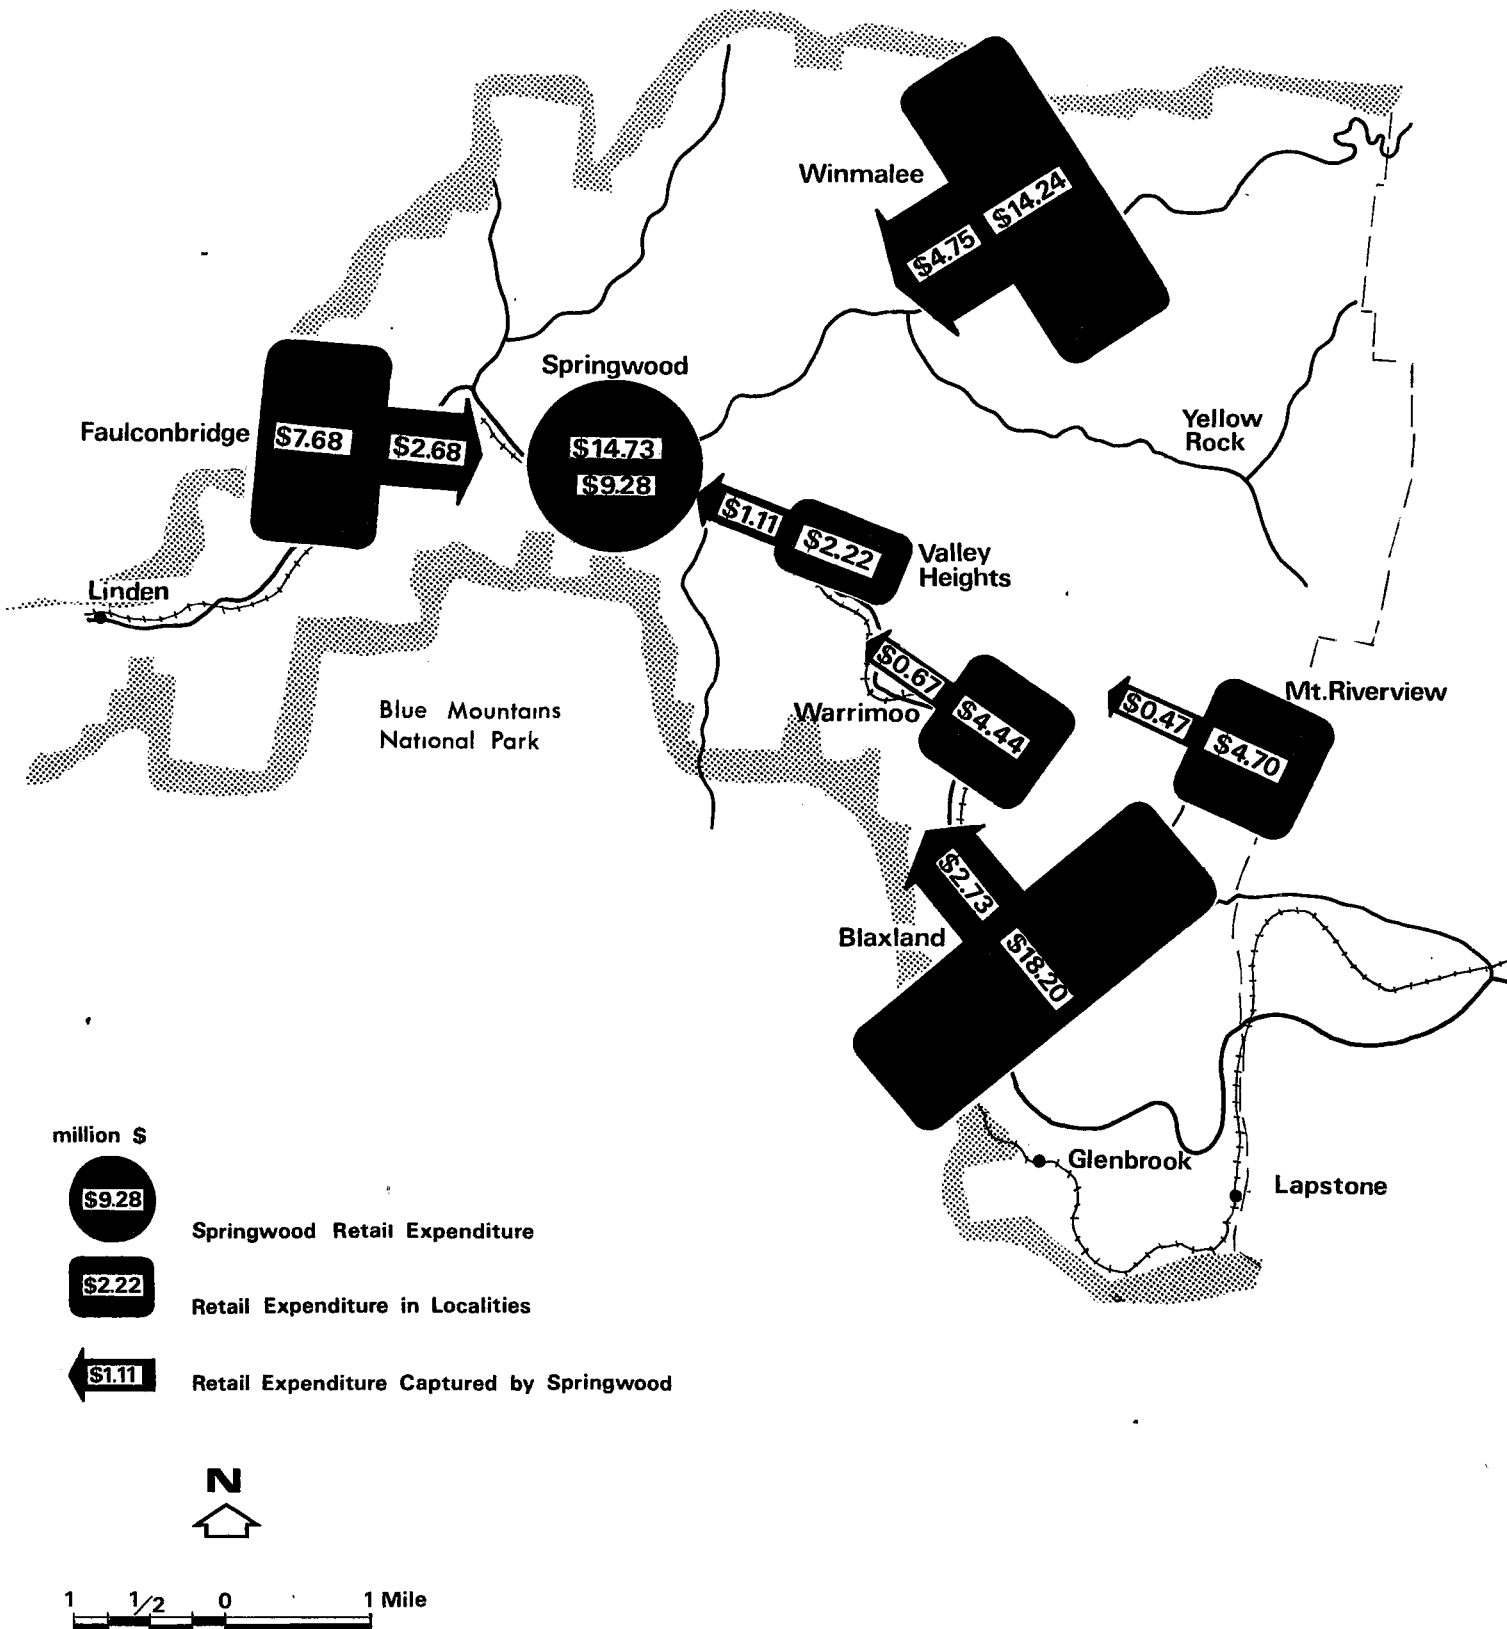 Winmalee
$14.24
$4.75
Springwood
$14.73
$9.28
Faulconbridge
$7.68
$2.68
Yellow
Rock
$1.11
$2.22
Valley
Heights
Linden
$0.67
$4.44
Warrimoo
Mt.Riverview
$0.47
$4.70
Blue Mountains
National Park
$2.73
$18.20
Blaxland
Glenbrook
Lapstone
million $
$9.28
Springwood Retail Expenditure
$2.22
Retail Expenditure in Localities
$1.11
Retail Expenditure Captured by Springwood
N
1 1/2 0 1 Mile